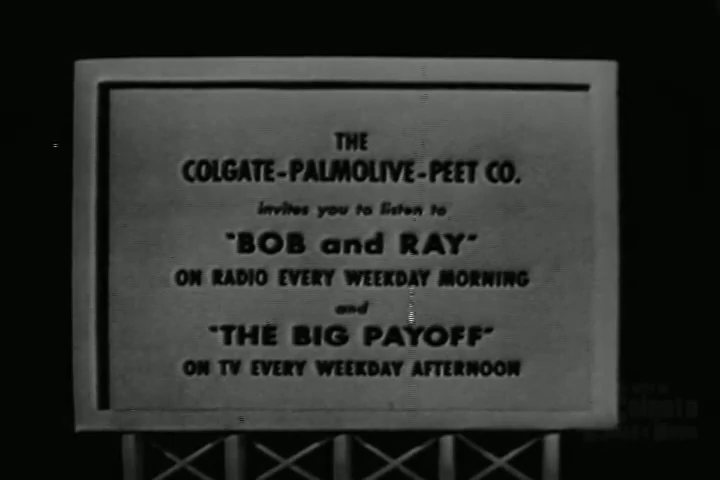 THE
COLGATE-PALMOLIVE-PEET CO.
invites you to listen to
"BOB and RAY"
ON RADIO EVERY WEEKDAY MORNING
and
"THE BIG PAYOFF"
ON TV EVERY WEEKDAY AFTERNOON